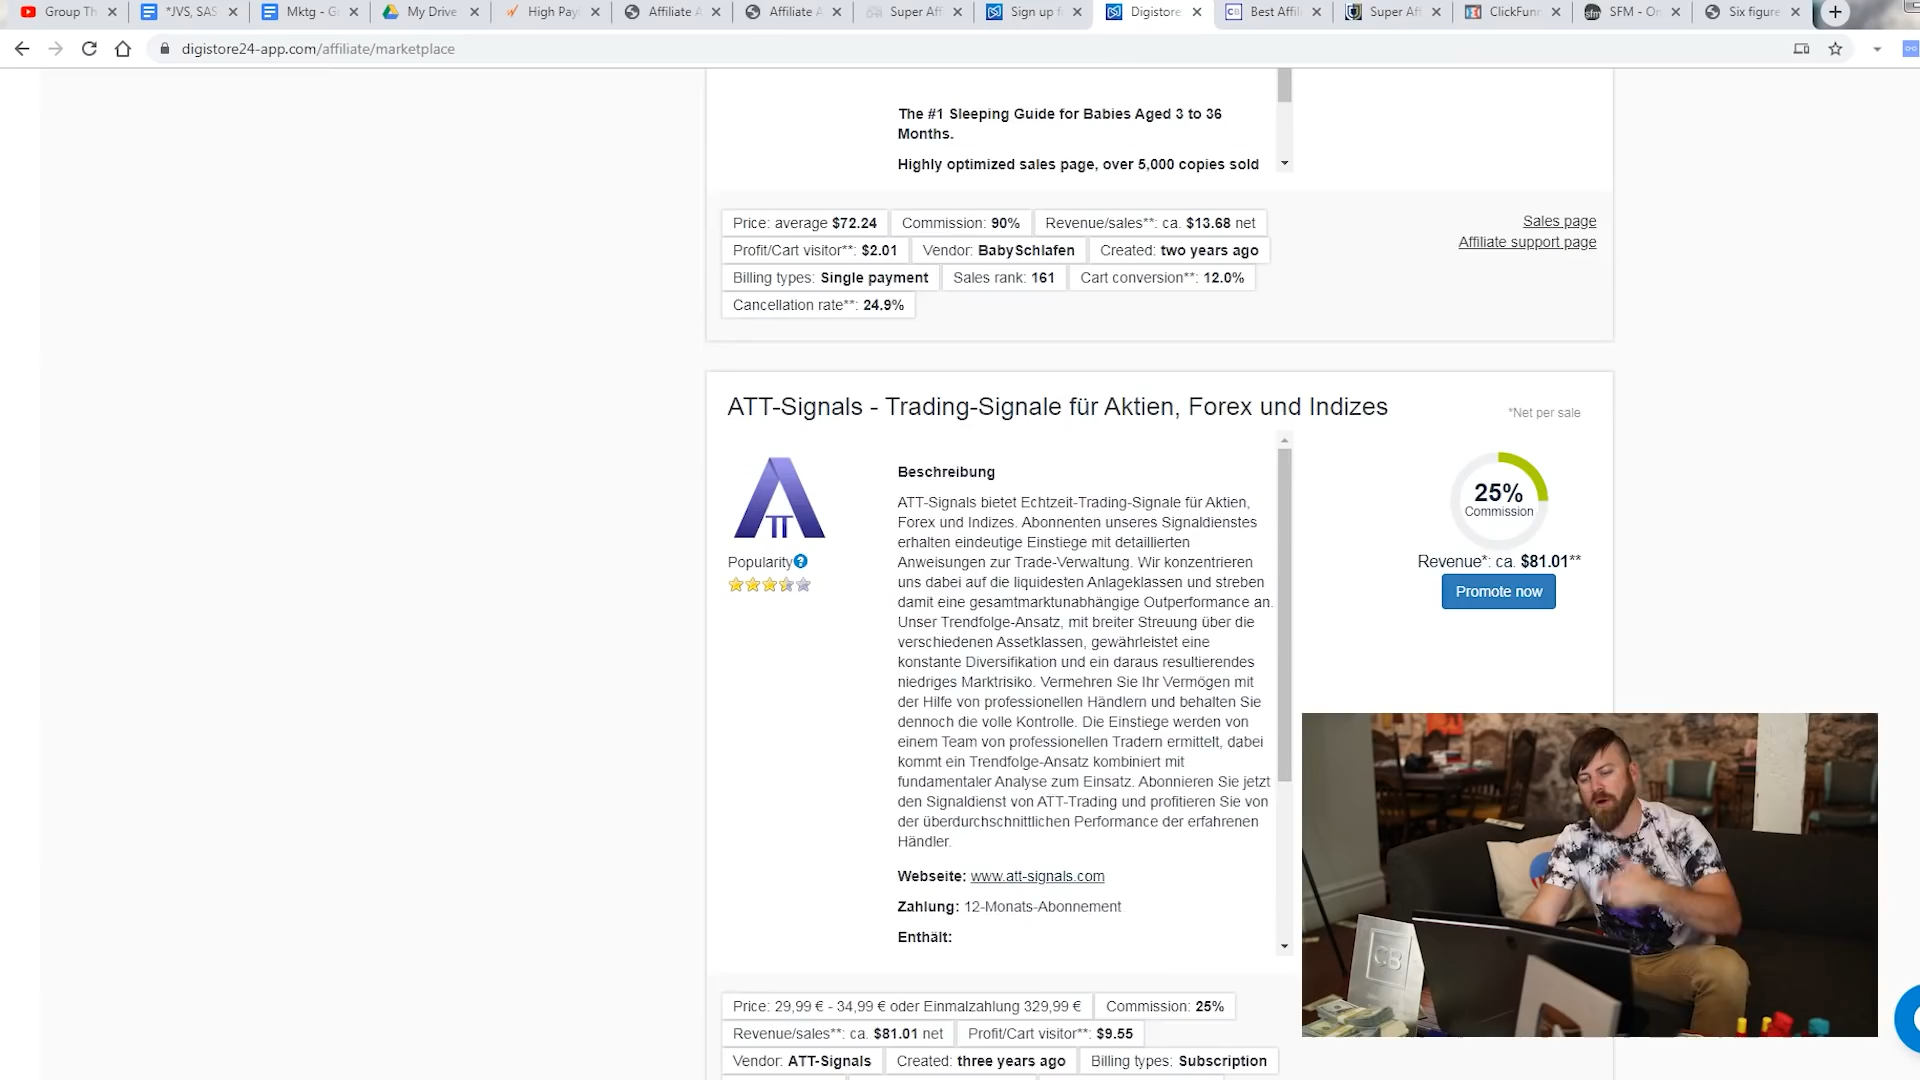 Group Th
*JVS, SAS
Mktg - G
My Drive
High Pay
Affiliate A
Affiliate A
Super Aff
Sign up f
Digistore
Best Affil
Super Aff
ClickFunn
SFM - On
Six figure
digistore24-app.com/affiliate/marketplace
The #1 Sleeping Guide for Babies Aged 3 to 36
Months.
Highly optimized sales page, over 5,000 copies sold
Price: average $72.24
Commission: 90%
Revenue/sales**: ca. $13.68 net
Sales page
Profit/Cart visitor**: $2.01
Vendor: BabySchlafen
Created: two years ago
Affiliate support page
Billing types: Single payment
Sales rank: 161
Cart conversion**: 12.0%
Cancellation rate**: 24.9%
ATT-Signals - Trading-Signale für Aktien, Forex und Indizes
*Net per sale
Beschreibung
ATT-Signals bietet Echtzeit-Trading-Signale für Aktien,
Forex und Indizes. Abonnenten unseres Signaldienstes
erhalten eindeutige Einstiege mit detaillierten
Anweisungen zur Trade-Verwaltung. Wir konzentrieren
uns dabei auf die liquidesten Anlageklassen und streben
damit eine gesamtmarktunabhängige Outperformance an.
Unser Trendfolge-Ansatz, mit breiter Streuung über die
verschiedenen Assetklassen, gewährleistet eine
konstante Diversifikation und ein daraus resultierendes
niedriges Marktrisiko. Vermehren Sie Ihr Vermögen mit
der Hilfe von professionellen Händlern und behalten Sie
dennoch die volle Kontrolle. Die Einstiege werden von
einem Team von professionellen Tradern ermittelt, dabei
kommt ein Trendfolge-Ansatz kombiniert mit
fundamentaler Analyse zum Einsatz. Abonnieren Sie jetzt
den Signaldienst von ATT-Trading und profitieren Sie von
der überdurchschnittlichen Performance der erfahrenen
Händler.
Webseite: www.att-signals.com
Zahlung: 12-Monats-Abonnement
Enthält:
Popularity
25%
Commission
Revenue*: ca. $81.01**
Promote now
CB
Price: 29,99 € - 34,99 € oder Einmalzahlung 329,99 €
Commission: 25%
Revenue/sales**: ca. $81.01 net
Profit/Cart visitor**: $9.55
Vendor: ATT-Signals
Created: three years ago
Billing types: Subscription